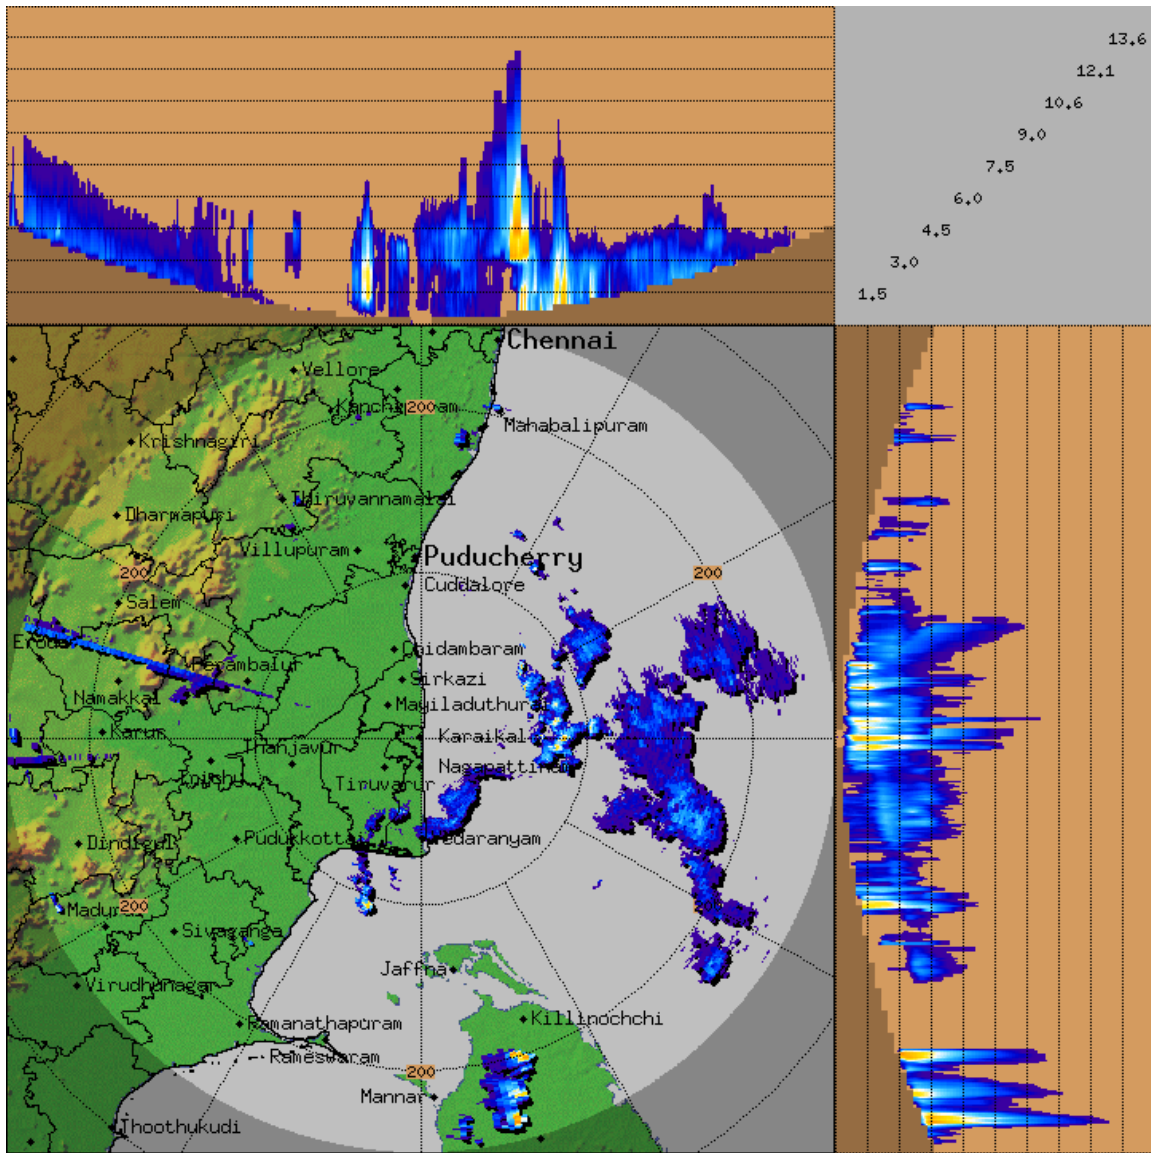 13.6
12.1
10.6
9.0
7.5
6.0
4.5
3.0
1.5
Chennai
Vellore
200
Mahabalipuram
Krishnagiri
Thiruvannamalai
Dharmapuri
Villupuram
Puducherry
200
200
Cuddalore
Salem
Erode
Chidambaram
Perambalur
Sirkazi
Namakkal
Mayiladuthurai
Karur
Karaikal
Thanjavur
Nagapattinam
Tiruvarur
Dindigul
Pudukkottai
Vedaranyam
200
200
Sivaganga
Jaffna
Virudhunagar
Killinochchi
Ramanathapuram
Rameswaram
200
Mannar
Thoothukudi